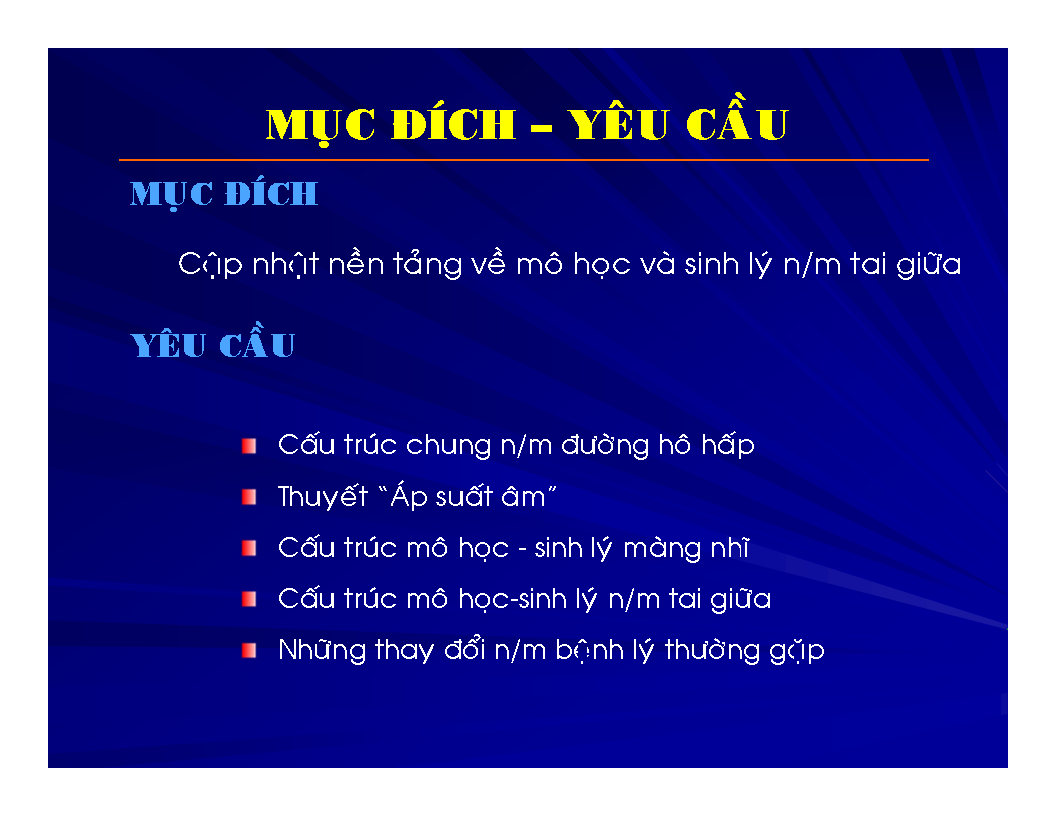 MỤC ĐÍCH – YÊU CẦU
MỤC ĐÍCH
Cập nhật nền tảng về mô học và sinh lý n/m tai giữa
YÊU CẦU
Cấu trúc chung n/m đường hô hấp
Thuyết “Áp suất âm”
Cấu trúc mô học - sinh lý màng nhĩ
Cấu trúc mô học-sinh lý n/m tai giữa
Những thay đổi n/m bệnh lý thường gặp